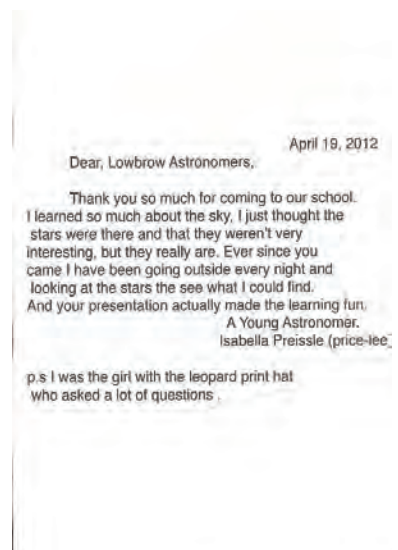 April 19, 2012
Dear, Lowbrow Astronomers,
Thank you so much for coming to our school.
I learned so much about the sky, I just thought the
stars were there and that they weren't very
interesting, but they really are. Ever since you
came I have been going outside every night and
looking at the stars the see what I could find.
And your presentation actually made the learning fun.
A Young Astronomer.
Isabella Preissle (price-lee)
p.s I was the girl with the leopard print hat
who asked a lot of questions .